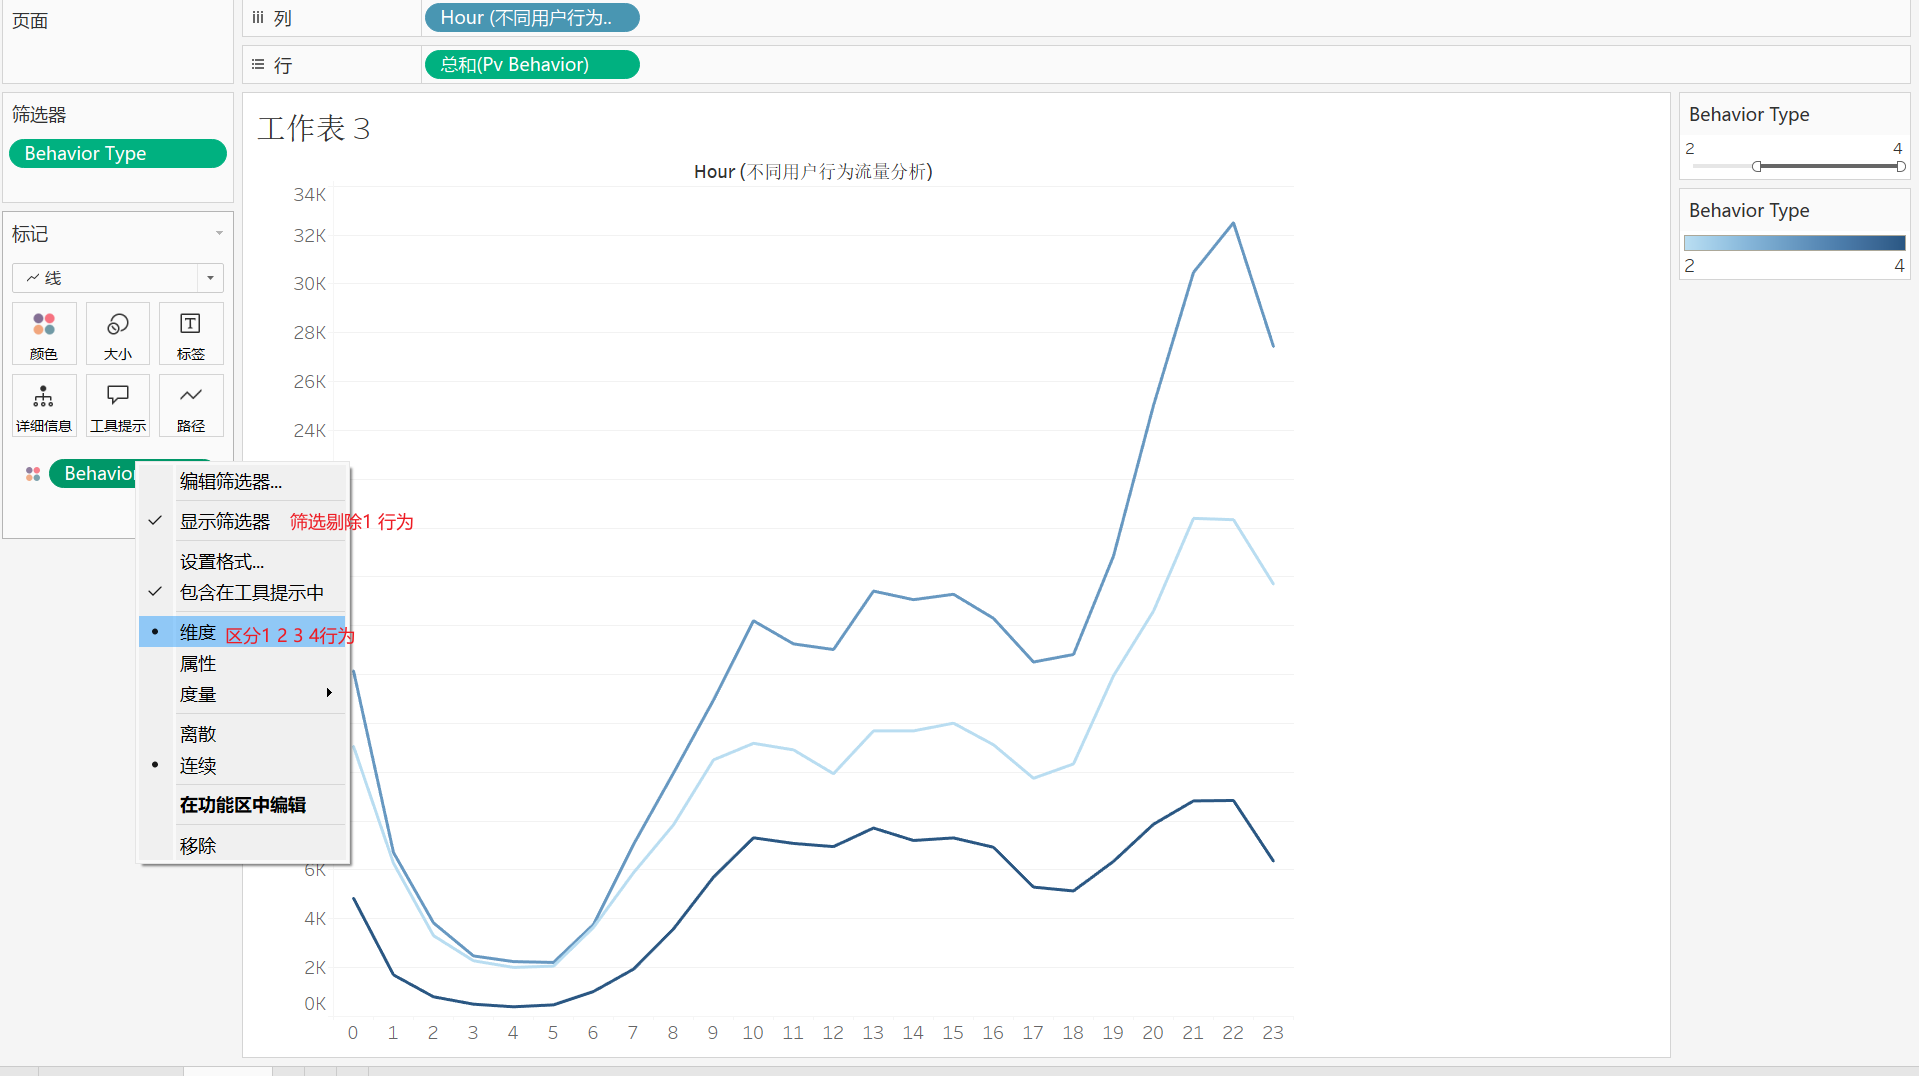 页面
列
Hour (不同用户行为..
行
总和(Pv Behavior)
筛选器
Behavior Type
标记
线
颜色
大小
标签
详细信息
工具提示
路径
Behavior
编辑筛选器...
显示筛选器
筛选剔除1 行为
设置格式...
包含在工具提示中
维度
区分1 2 3 4行为
属性
度量
离散
连续
在功能区中编辑
移除
工作表 3
Hour (不同用户行为流量分析)
34K
32K
30K
28K
26K
24K
6K
4K
2K
0K
0 1 2 3 4 5 6 7 8 9 10 11 12 13 14 15 16 17 18 19 20 21 22 23
Behavior Type
2 4
Behavior Type
2 4